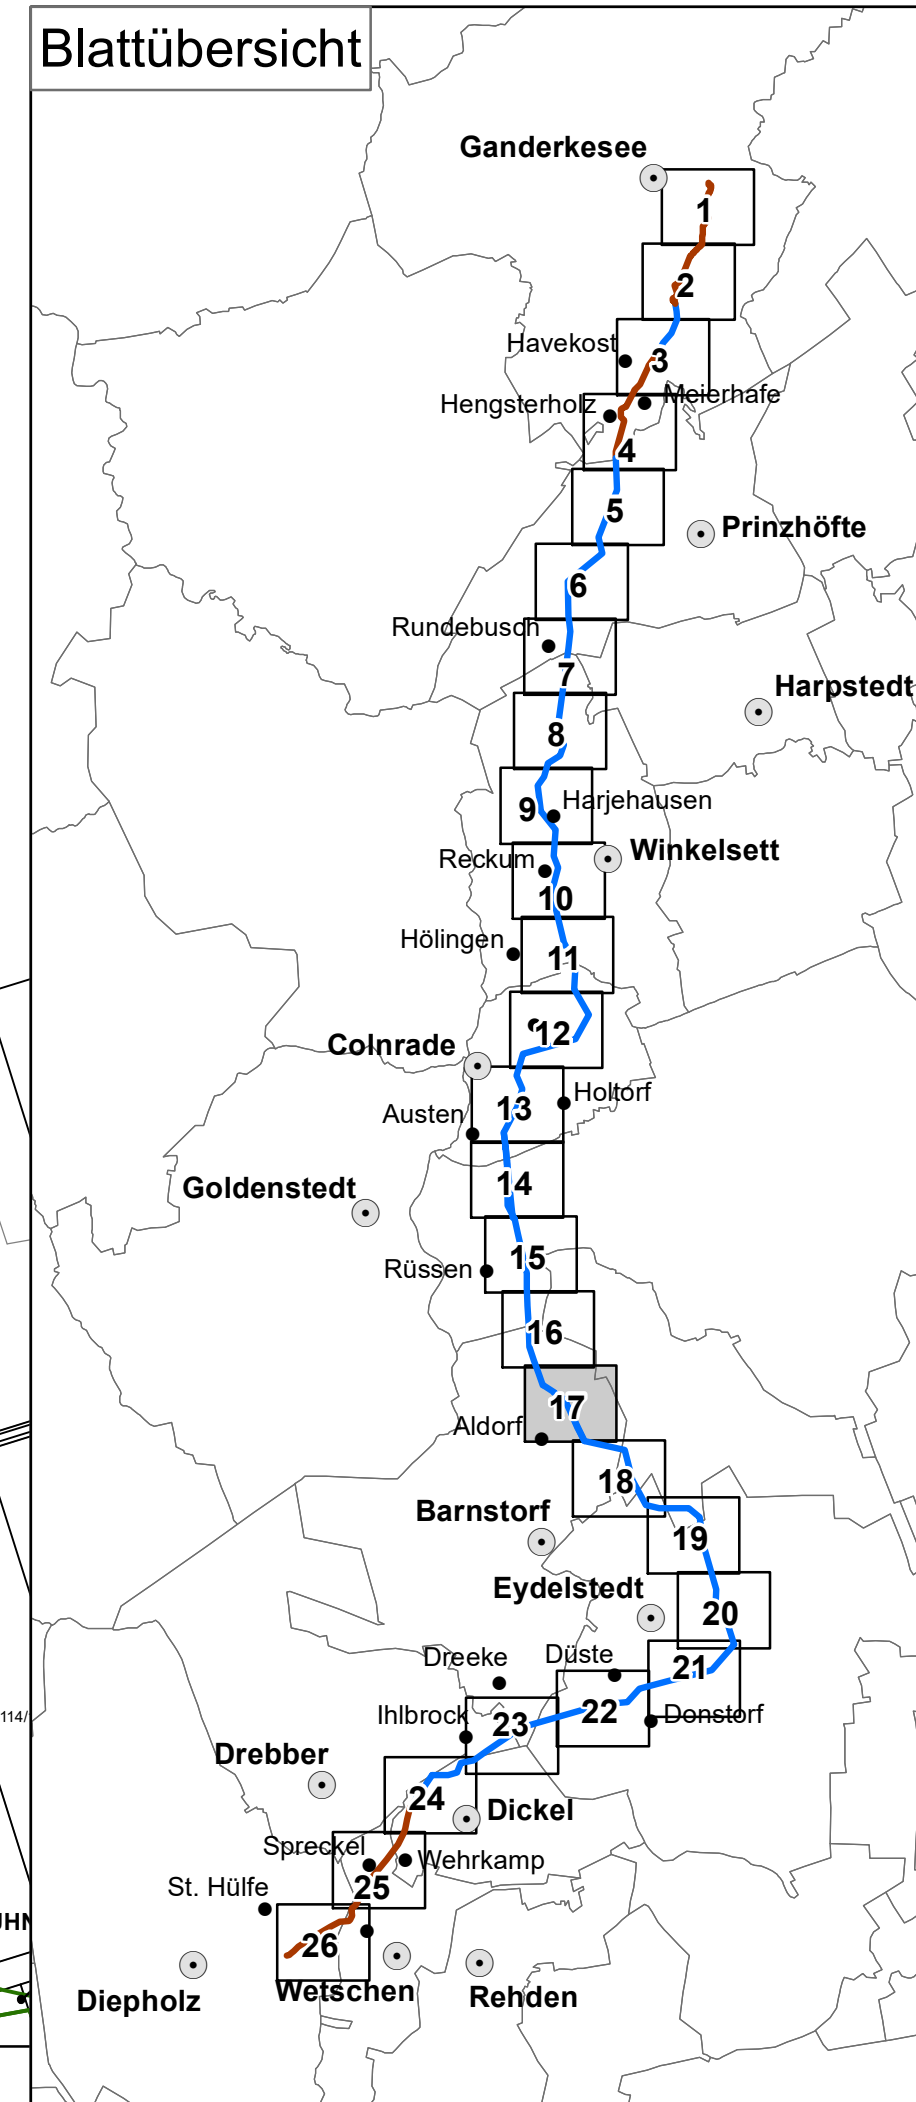 Blattübersicht
Ganderkesee
1
2
Havekost
3
Meierhafe
Hengsterholz
4
5
Prinzhöfte
6
Rundebusch
7
Harpstedt
8
9
Harjehausen
Winkelsett
Reckum
10
Hölingen
11
12
Colnrade
Holtorf
13
Austen
14
Goldenstedt
15
Rüssen
16
17
Aldorf
18
Barnstorf
19
Eydelstedt
20
Düste
Dreeke
21
22
Donstorf
Ihlbrock
23
114/
Drebber
24
Dickel
Spreckel
Wehrkamp
25
St. Hülfe
26
Wetschen
Rehden
Diepholz